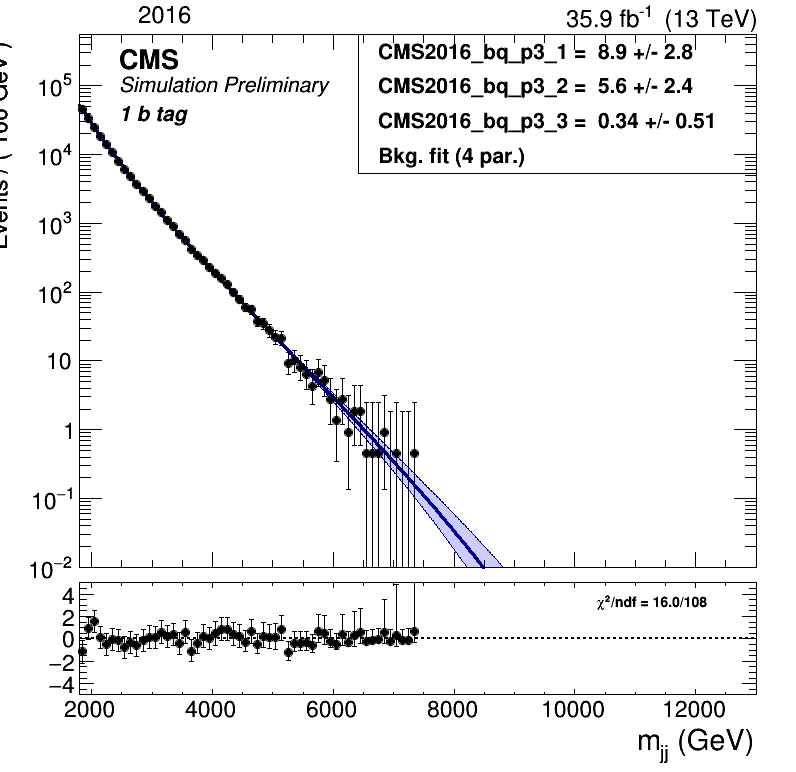 2016 35.9 fb⁻¹ (13 TeV)
CMS
Simulation Preliminary
1 b tag
CMS2016_bq_p3_1 = 8.9 +/- 2.8
CMS2016_bq_p3_2 = 5.6 +/- 2.4
CMS2016_bq_p3_3 = 0.34 +/- 0.51
Bkg. fit (4 par.)
Events / ( 100 GeV )
10⁵
10⁴
10³
10²
10
1
10⁻¹
10⁻²
χ²/ndf = 16.0/108
4
2
0
−2
−4
2000 4000 6000 8000 10000 12000
m_jj (GeV)